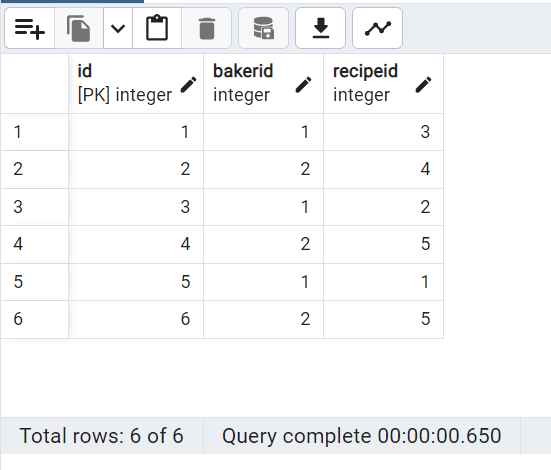 id bakerid recipeid
[PK] integer integer integer
1 1 1 3
2 2 2 4
3 3 1 2
4 4 2 5
5 5 1 1
6 6 2 5
Total rows: 6 of 6 Query complete 00:00:00.650